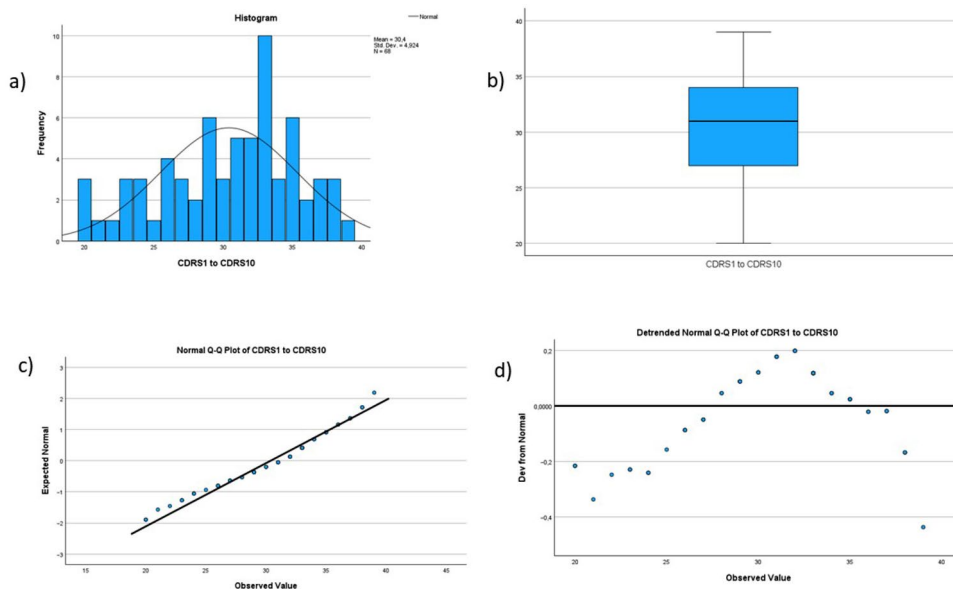 a)
Histogram
Normal
Mean = 30,4
Std. Dev. = 4,924
N = 68
Frequency
10
8
6
4
2
0
20 25 30 35 40
CDRS1 to CDRS10
b)
40
35
30
25
20
CDRS1 to CDRS10
c)
Normal Q-Q Plot of CDRS1 to CDRS10
Expected Normal
3
2
1
0
-1
-2
-3
15 20 25 30 35 40 45
Observed Value
d)
Detrended Normal Q-Q Plot of CDRS1 to CDRS10
Dev from Normal
0,2
0,0000
-0,2
-0,4
20 25 30 35 40
Observed Value